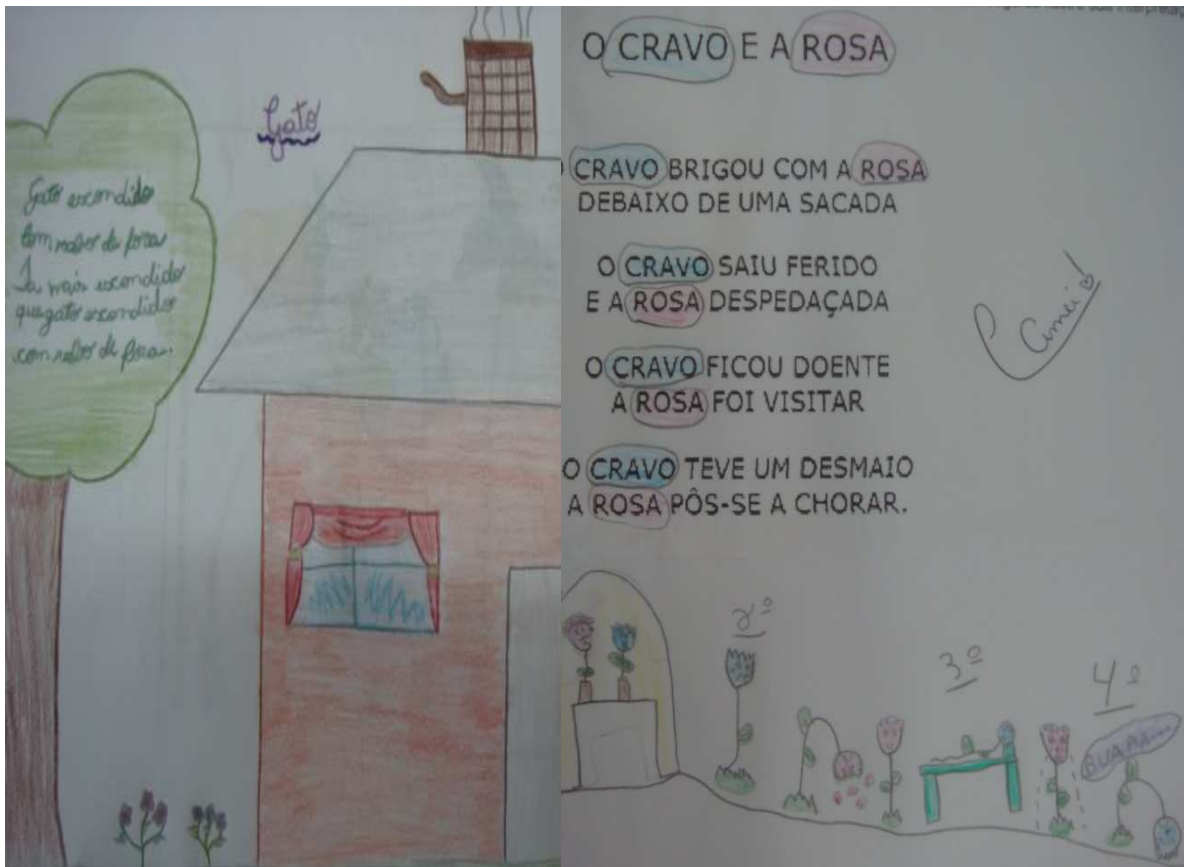 Gato
Gato escondido
com rabo de fora
Tá mais escondido
que gato escondido
com rabo de fora...
O CRAVO E A ROSA
CRAVO BRIGOU COM A ROSA
DEBAIXO DE UMA SACADA
O CRAVO SAIU FERIDO
E A ROSA DESPEDAÇADA
O CRAVO FICOU DOENTE
A ROSA FOI VISITAR
O CRAVO TEVE UM DESMAIO
A ROSA PÔS-SE A CHORAR.
Amei!
2º
3º
4º